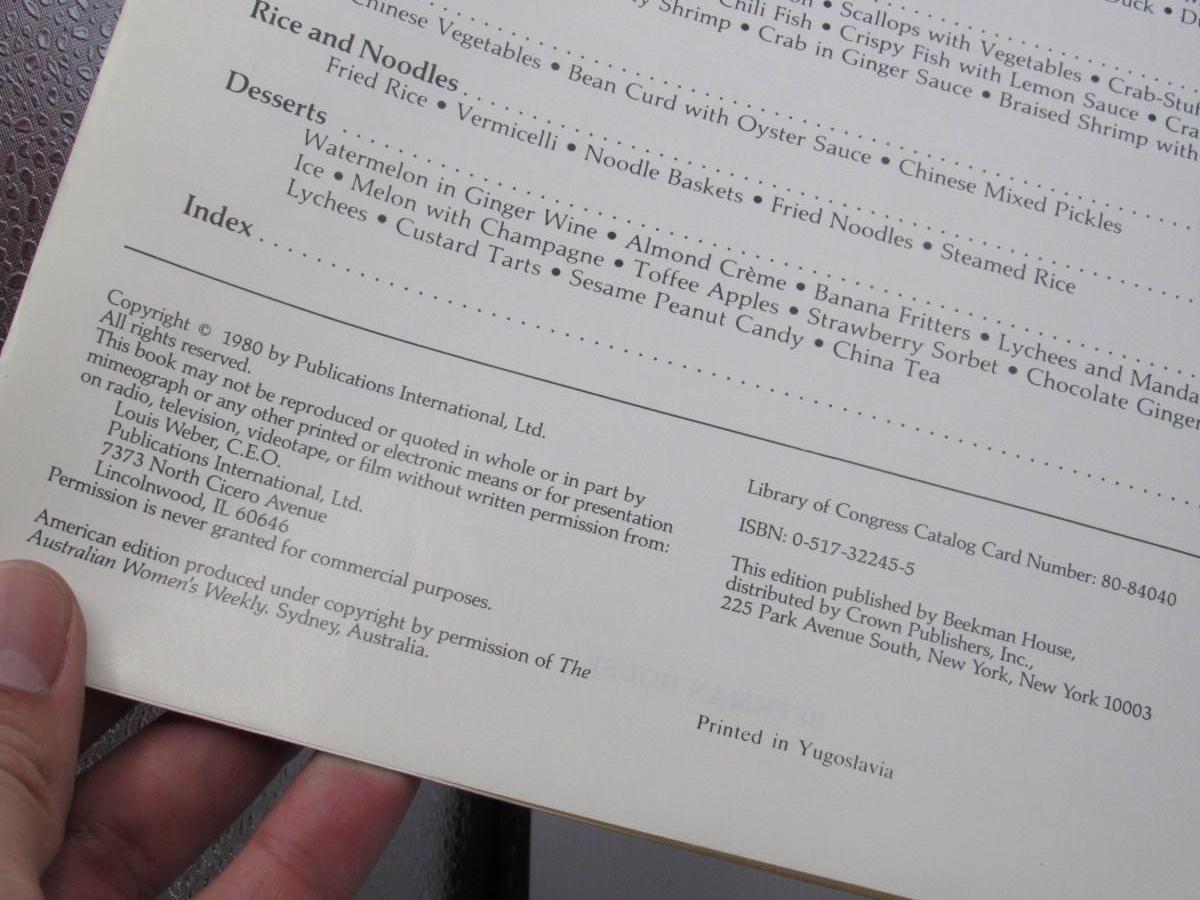 Duck •
• Scallops with Vegetables • Crab-Stuf
Chili Fish • Crispy Fish with Lemon Sauce • Cra
Shrimp • Crab in Ginger Sauce • Braised Shrimp with
Chinese Vegetables • Bean Curd with Oyster Sauce • Chinese Mixed Pickles
Rice and Noodles
Fried Rice • Vermicelli • Noodle Baskets • Fried Noodles • Steamed Rice
Desserts
Watermelon in Ginger Wine • Almond Crème • Banana Fritters • Lychees and Manda
Ice • Melon with Champagne • Toffee Apples • Strawberry Sorbet • Chocolate Ginger
Lychees • Custard Tarts • Sesame Peanut Candy • China Tea
Index
Copyright © 1980 by Publications International, Ltd.
All rights reserved.
This book may not be reproduced or quoted in whole or in part by
mimeograph or any other printed or electronic means or for presentation
on radio, television, videotape, or film without written permission from:
Louis Weber, C.E.O.
Publications International, Ltd.
7373 North Cicero Avenue
Lincolnwood, IL 60646
Permission is never granted for commercial purposes.
American edition produced under copyright by permission of The
Australian Women's Weekly. Sydney, Australia.
Library of Congress Catalog Card Number: 80-84040
ISBN: 0-517-32245-5
This edition published by Beekman House,
distributed by Crown Publishers, Inc.,
225 Park Avenue South, New York, New York 10003
Printed in Yugoslavia